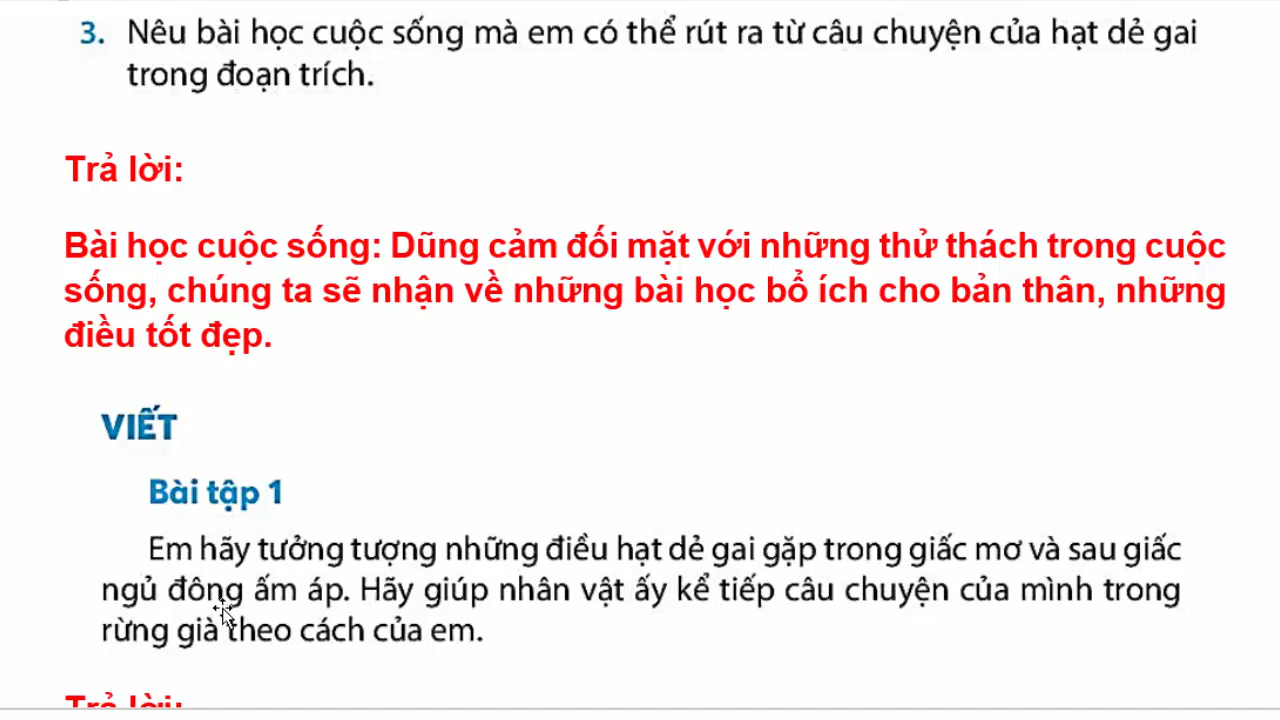 3. Nêu bài học cuộc sống mà em có thể rút ra từ câu chuyện của hạt dẻ gai
trong đoạn trích.
Trả lời:
Bài học cuộc sống: Dũng cảm đối mặt với những thử thách trong cuộc
sống, chúng ta sẽ nhận về những bài học bổ ích cho bản thân, những
điều tốt đẹp.
VIẾT
Bài tập 1
Em hãy tưởng tượng những điều hạt dẻ gai gặp trong giấc mơ và sau giấc
ngủ đông ấm áp. Hãy giúp nhân vật ấy kể tiếp câu chuyện của mình trong
rừng già theo cách của em.
Trả lời: